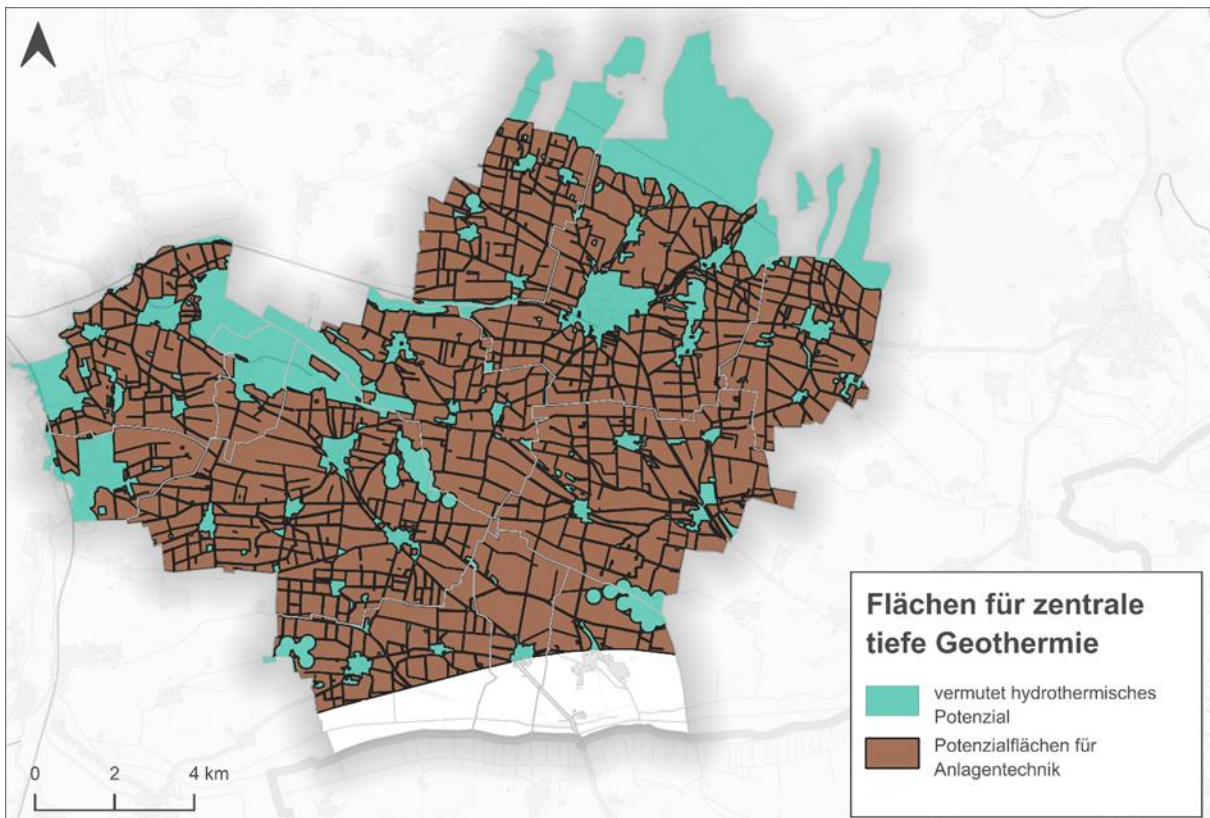 Flächen für zentrale
tiefe Geothermie
vermutet hydrothermisches
Potenzial
Potenzialflächen für
Anlagentechnik
0 2 4 km